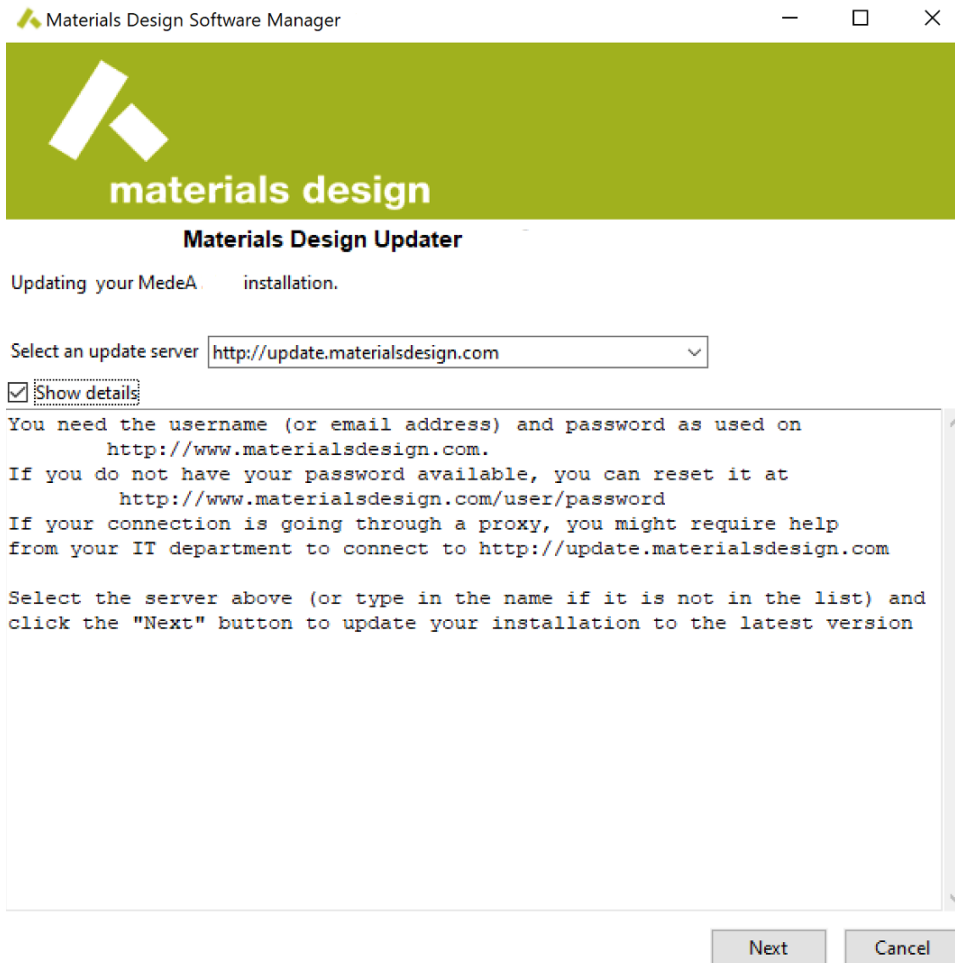 Materials Design Software Manager
materials design
Materials Design Updater
Updating your MedeA installation.
Select an update server http://update.materialsdesign.com
Show details
You need the username (or email address) and password as used on
http://www.materialsdesign.com.
If you do not have your password available, you can reset it at
http://www.materialsdesign.com/user/password
If your connection is going through a proxy, you might require help
from your IT department to connect to http://update.materialsdesign.com
Select the server above (or type in the name if it is not in the list) and
click the "Next" button to update your installation to the latest version
Next Cancel